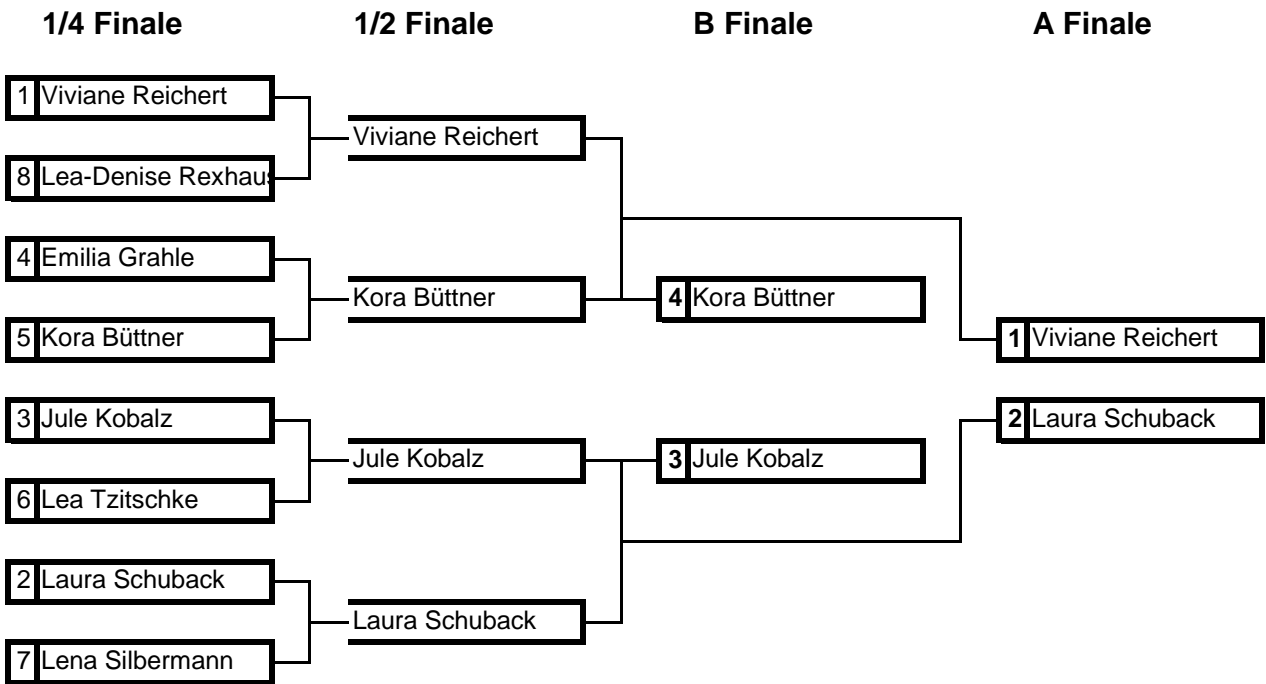 1/4 Finale 1/2 Finale B Finale A Finale
1 Viviane Reichert
Viviane Reichert
8 Lea-Denise Rexhaus
4 Emilia Grahle
Kora Büttner
4 Kora Büttner
5 Kora Büttner
1 Viviane Reichert
3 Jule Kobalz
2 Laura Schuback
Jule Kobalz
3 Jule Kobalz
6 Lea Tzitschke
2 Laura Schuback
Laura Schuback
7 Lena Silbermann